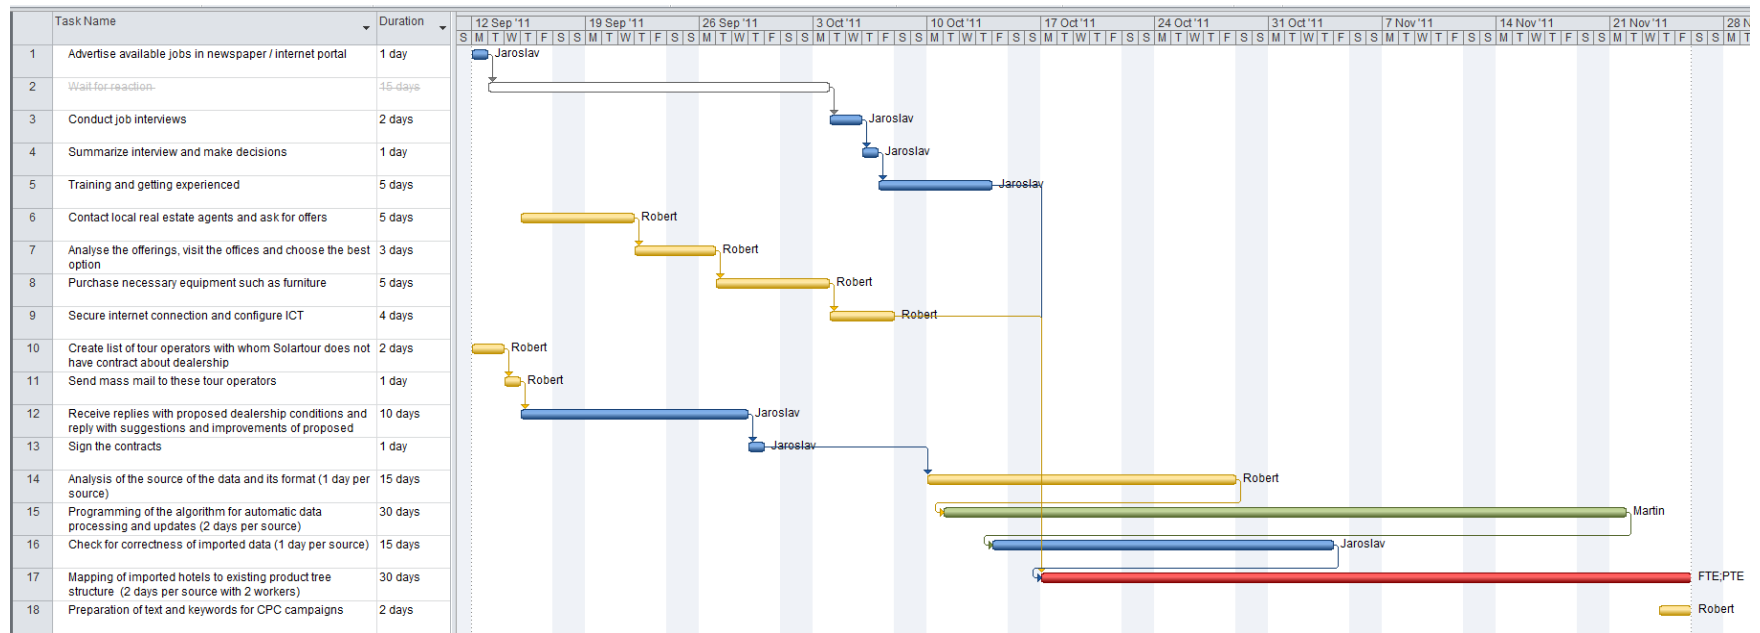 Task Name Duration 12 Sep '11 19 Sep '11 26 Sep '11 3 Oct '11 10 Oct '11 17 Oct '11 24 Oct '11 31 Oct '11 7 Nov '11 14 Nov '11 21 Nov '11 28 N
S M T W T F S S M T W T F S S M T W T F S S M T W T F S S M T W T F S S M T W T F S S M T W T F S S M T W T F S S M T W T F S S M T W T F S S M T W T F S S M T
1 Advertise available jobs in newspaper / internet portal 1 day Jaroslav
2 Wait for reaction 15 days
3 Conduct job interviews 2 days Jaroslav
4 Summarize interview and make decisions 1 day Jaroslav
5 Training and getting experienced 5 days Jaroslav
6 Contact local real estate agents and ask for offers 5 days Robert
7 Analyse the offerings, visit the offices and choose the best 3 days Robert
option
8 Purchase necessary equipment such as furniture 5 days Robert
9 Secure internet connection and configure ICT 4 days Robert
10 Create list of tour operators with whom Solartour does not 2 days Robert
have contract about dealership
11 Send mass mail to these tour operators 1 day Robert
12 Receive replies with proposed dealership conditions and 10 days Jaroslav
reply with suggestions and improvements of proposed
13 Sign the contracts 1 day Jaroslav
14 Analysis of the source of the data and its format (1 day per 15 days Robert
source)
15 Programming of the algorithm for automatic data 30 days Martin
processing and updates (2 days per source)
16 Check for correctness of imported data (1 day per source) 15 days Jaroslav
17 Mapping of imported hotels to existing product tree 30 days FTE;PTE
structure (2 days per source with 2 workers)
18 Preparation of text and keywords for CPC campaigns 2 days Robert